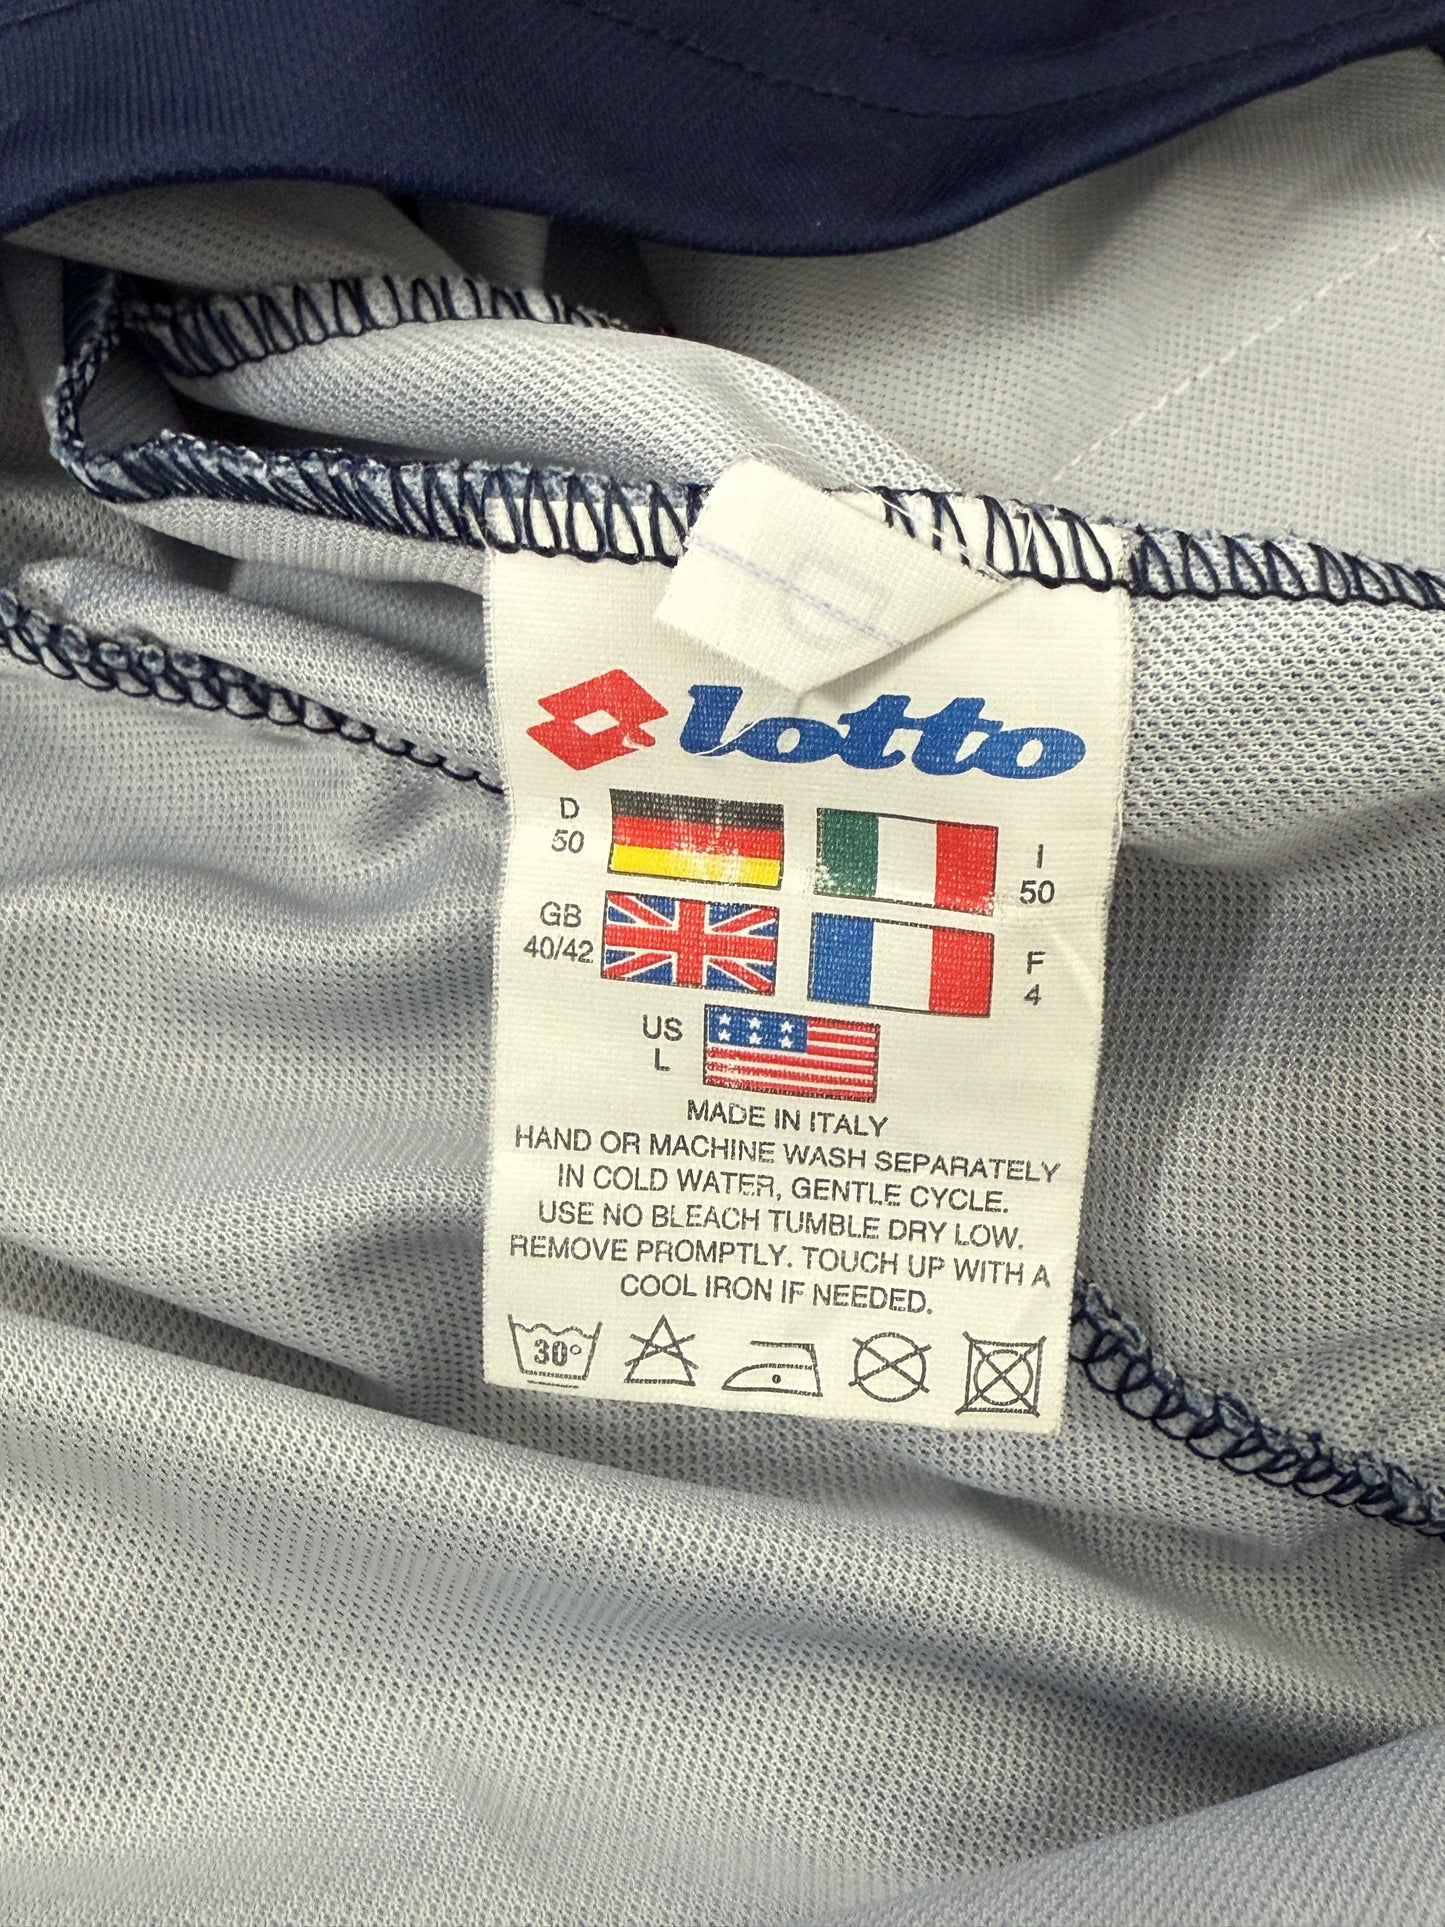 lotto
D
50
I
50
GB
40/42
F
4
US
L
MADE IN ITALY
HAND OR MACHINE WASH SEPARATELY
IN COLD WATER, GENTLE CYCLE.
USE NO BLEACH TUMBLE DRY LOW.
REMOVE PROMPTLY. TOUCH UP WITH A
COOL IRON IF NEEDED.
30°